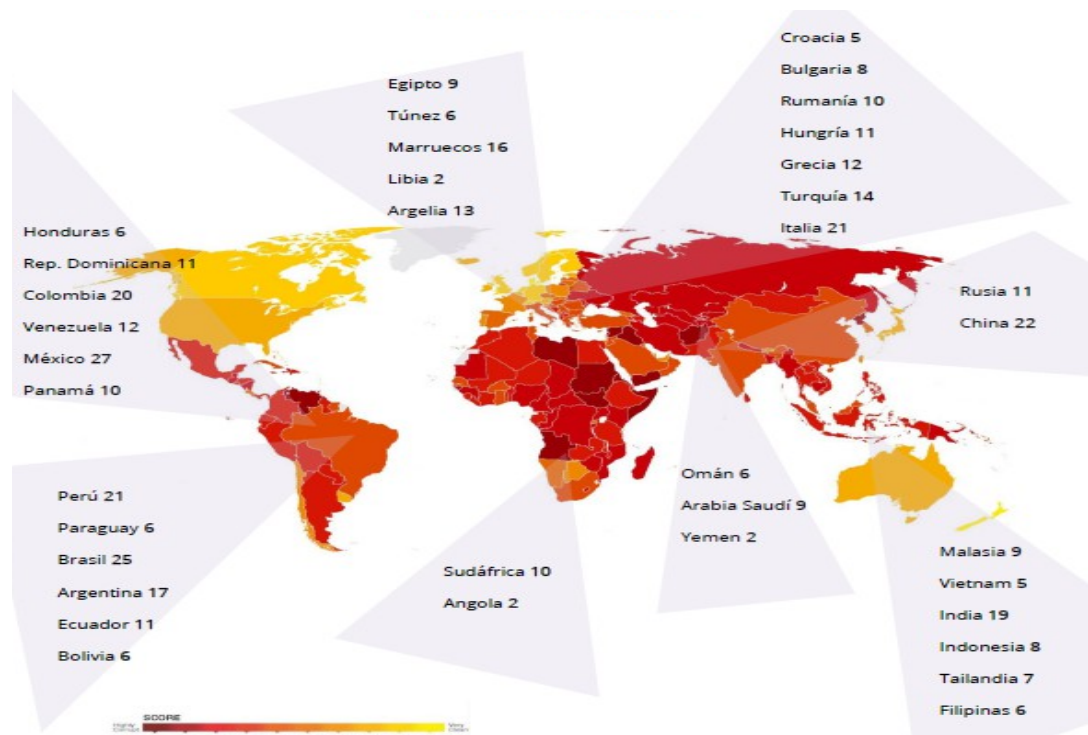 Egipto 9
Túnez 6
Marruecos 16
Libia 2
Argelia 13
Croacia 5
Bulgaria 8
Rumanía 10
Hungría 11
Grecia 12
Turquía 14
Italia 21
Honduras 6
Rep. Dominicana 11
Colombia 20
Venezuela 12
México 27
Panamá 10
Rusia 11
China 22
Perú 21
Paraguay 6
Brasil 25
Argentina 17
Ecuador 11
Bolivia 6
Sudáfrica 10
Angola 2
Omán 6
Arabia Saudí 9
Yemen 2
Malasia 9
Vietnam 5
India 19
Indonesia 8
Tailandia 7
Filipinas 6
SCORE
Highly
Corrupt
Very
Clean